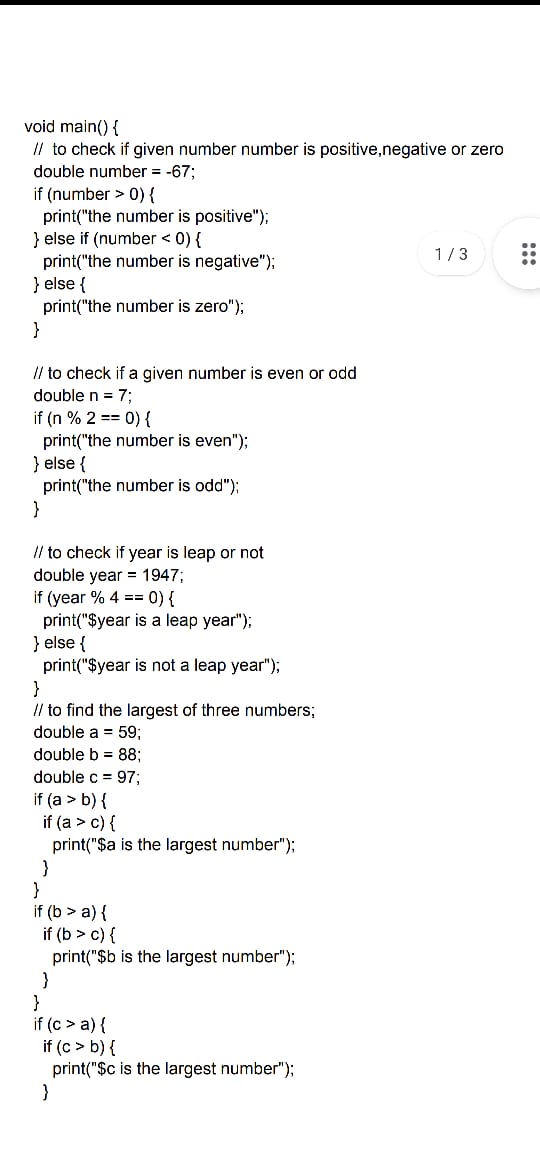 void main() {
// to check if given number number is positive,negative or zero
double number = -67;
if (number > 0) {
print("the number is positive");
} else if (number < 0) {
print("the number is negative");
} else {
print("the number is zero");
}
1 / 3
// to check if a given number is even or odd
double n = 7;
if (n % 2 == 0) {
print("the number is even");
} else {
print("the number is odd");
}
// to check if year is leap or not
double year = 1947;
if (year % 4 == 0) {
print("$year is a leap year");
} else {
print("$year is not a leap year");
}
// to find the largest of three numbers;
double a = 59;
double b = 88;
double c = 97;
if (a > b) {
if (a > c) {
print("$a is the largest number");
}
}
if (b > a) {
if (b > c) {
print("$b is the largest number");
}
}
if (c > a) {
if (c > b) {
print("$c is the largest number");
}